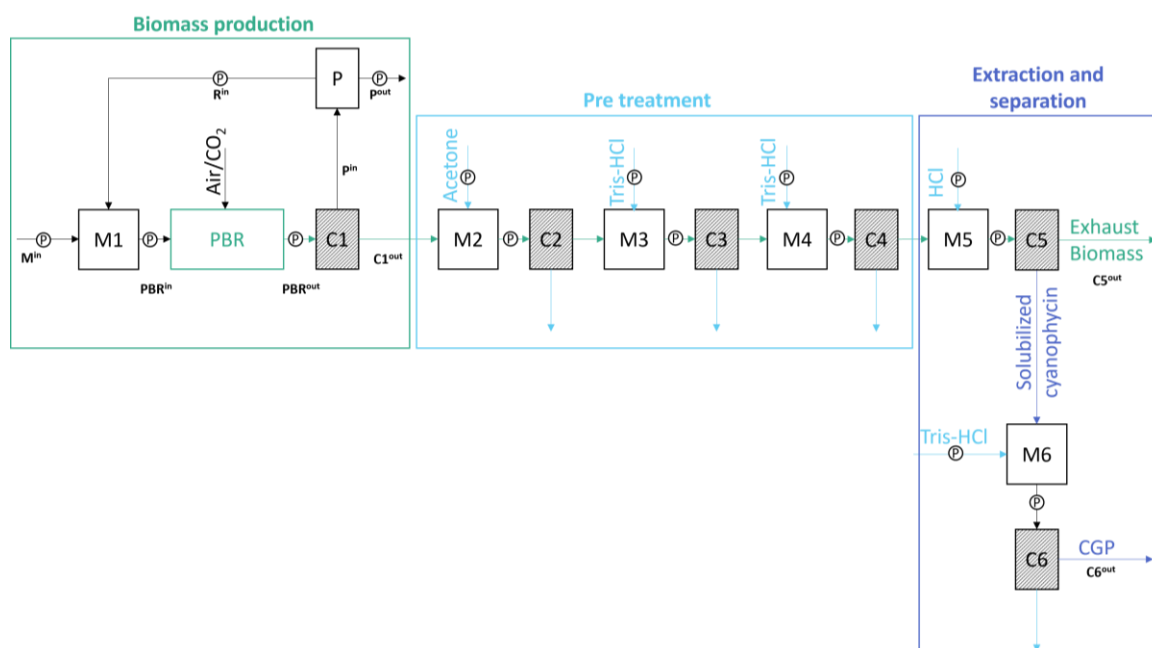 Biomass production
P
P
P
Rⁱⁿ
Pᵒᵘᵗ
Extraction and
separation
Pre treatment
Air/CO₂
Pⁱⁿ
Acetone
P
Tris-HCl
P
Tris-HCl
P
HCl
P
P
M1
P
PBR
P
C1
M2
P
C2
M3
P
C3
M4
P
C4
M5
P
C5
Exhaust
Biomass
Mⁱⁿ
PBRⁱⁿ
PBRᵒᵘᵗ
C1ᵒᵘᵗ
C5ᵒᵘᵗ
Solubilized
cyanophycin
Tris-HCl
P
M6
P
C6
CGP
C6ᵒᵘᵗ